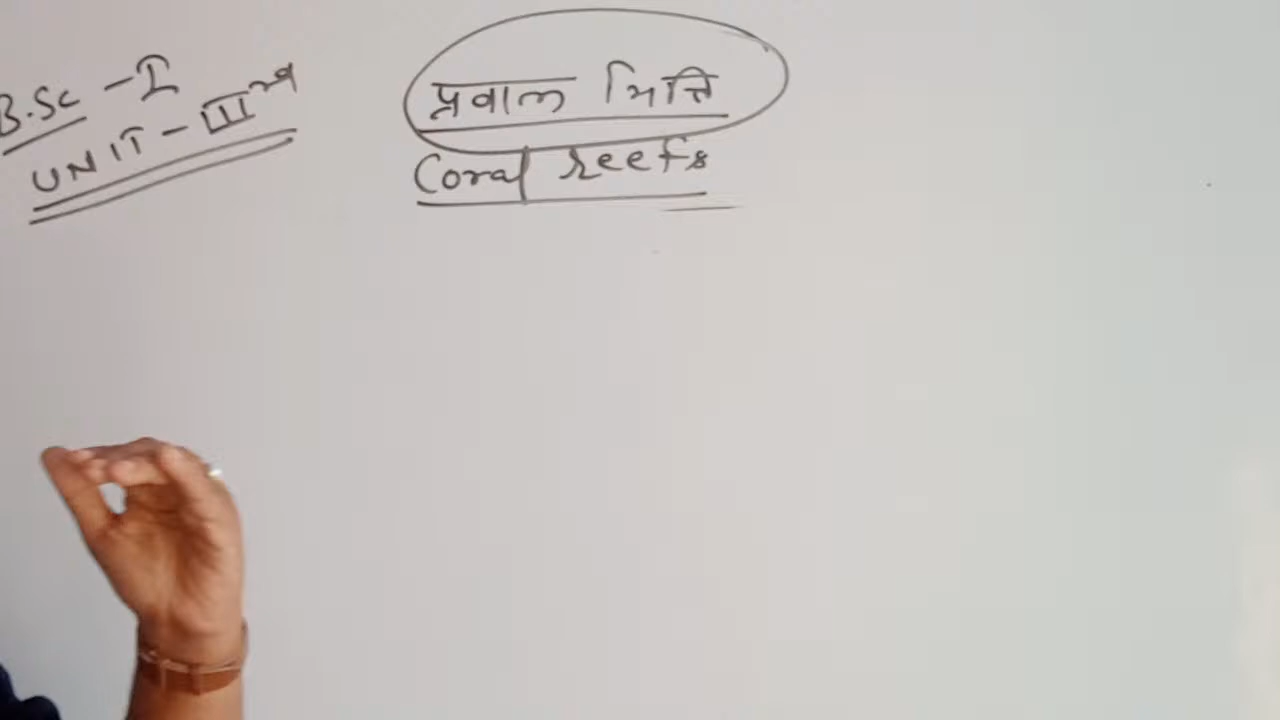 B.Sc - I
UNIT - III
प्रवाल भित्ति
Coral reefs